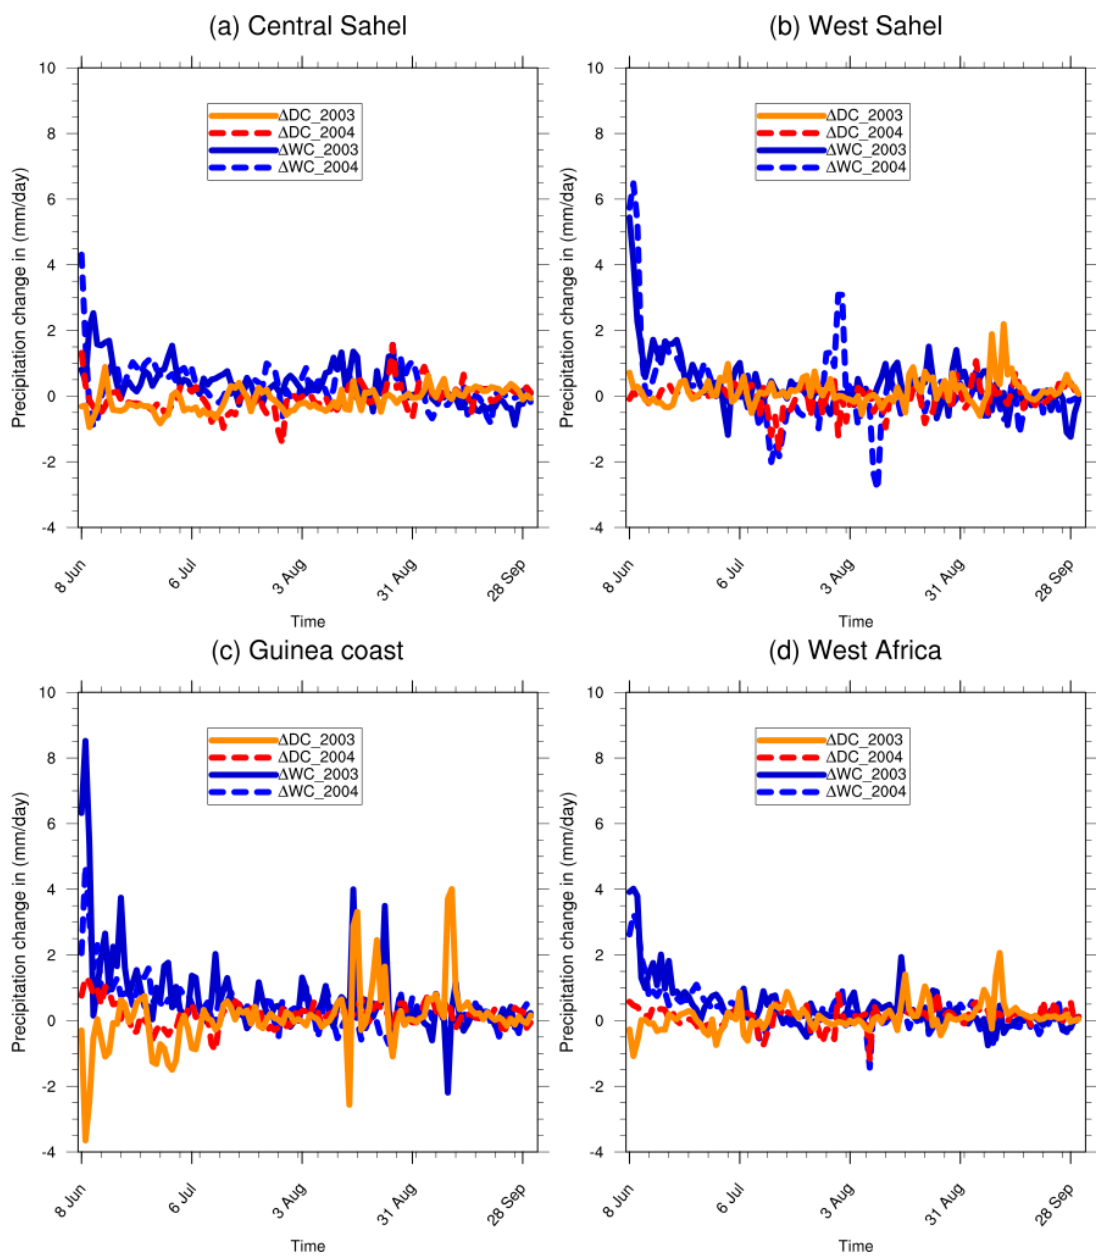 (a) Central Sahel
Precipitation change in (mm/day)
10
8
6
4
2
0
-2
-4
ΔDC_2003
ΔDC_2004
ΔWC_2003
ΔWC_2004
8 Jun
6 Jul
3 Aug
31 Aug
28 Sep
Time
(b) West Sahel
Precipitation change in (mm/day)
10
8
6
4
2
0
-2
-4
ΔDC_2003
ΔDC_2004
ΔWC_2003
ΔWC_2004
8 Jun
6 Jul
3 Aug
31 Aug
28 Sep
Time
(c) Guinea coast
Precipitation change in (mm/day)
10
8
6
4
2
0
-2
-4
ΔDC_2003
ΔDC_2004
ΔWC_2003
ΔWC_2004
8 Jun
6 Jul
3 Aug
31 Aug
28 Sep
Time
(d) West Africa
Precipitation change in (mm/day)
10
8
6
4
2
0
-2
-4
ΔDC_2003
ΔDC_2004
ΔWC_2003
ΔWC_2004
8 Jun
6 Jul
3 Aug
31 Aug
28 Sep
Time